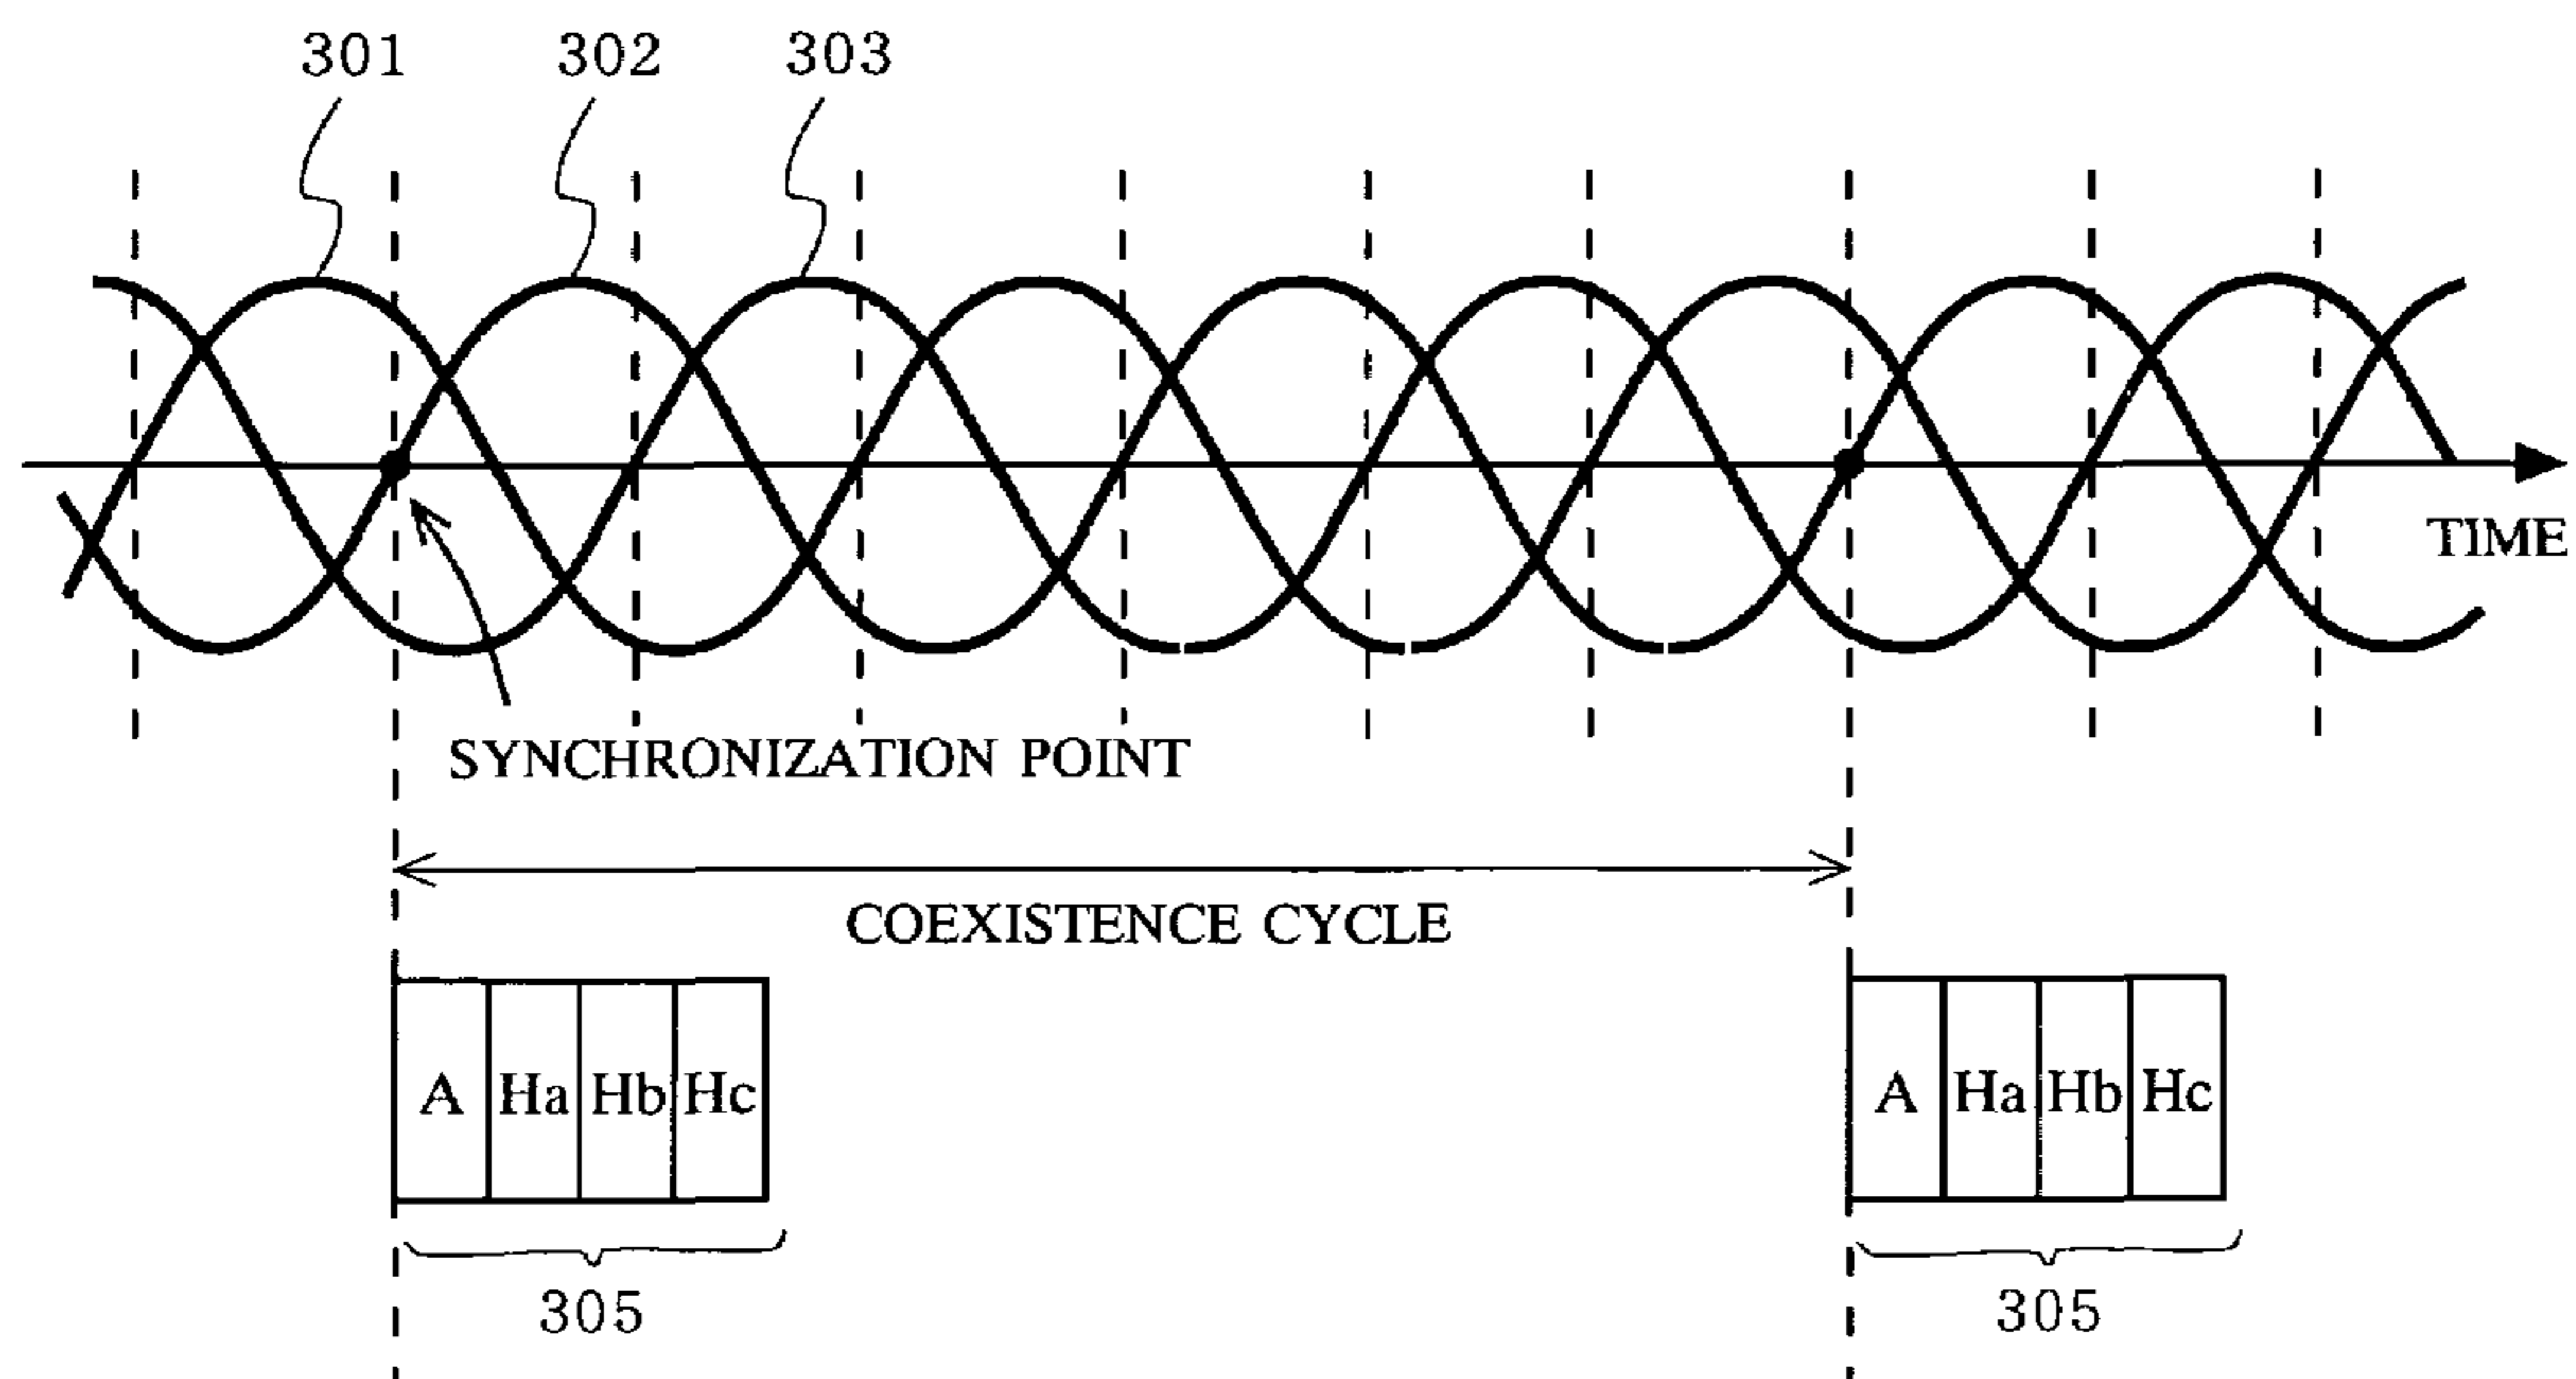 301 302 303
TIME
SYNCHRONIZATION POINT
COEXISTENCE CYCLE
A Ha Hb Hc A Ha Hb Hc
305 305